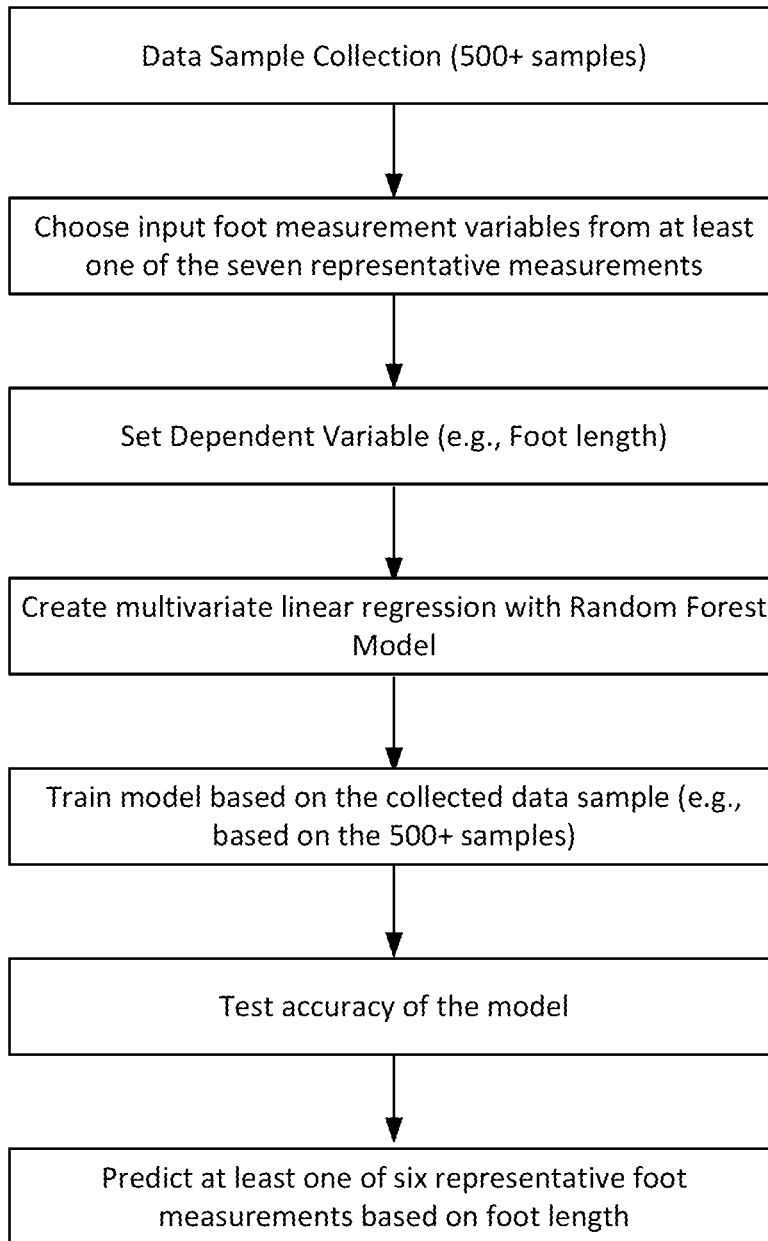 Data Sample Collection (500+ samples)
Choose input foot measurement variables from at least
one of the seven representative measurements
Set Dependent Variable (e.g., Foot length)
Create multivariate linear regression with Random Forest
Model
Train model based on the collected data sample (e.g.,
based on the 500+ samples)
Test accuracy of the model
Predict at least one of six representative foot
measurements based on foot length